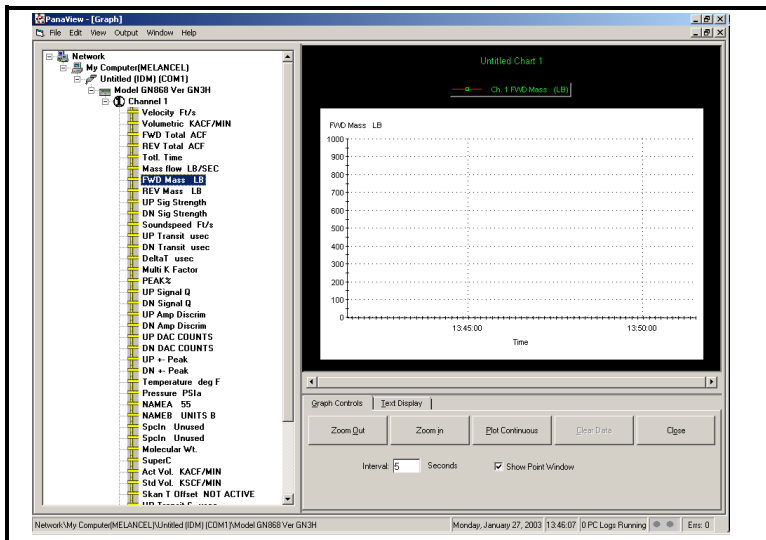 PanaView - [Graph]
File Edit View Output Window Help
Network
My Computer(MELANCEL)
Untitled (IDM) (COM1)
Model GN868 Ver GN3H
Channel 1
Velocity Ft/s
Volumetric KACF/MIN
FWD Total ACF
REV Total ACF
Totl. Time
Mass flow LB/SEC
FWD Mass LB
REV Mass LB
UP Sig Strength
DN Sig Strength
Soundspeed Ft/s
UP Transit usec
DN Transit usec
DeltaT usec
Multi K Factor
PEAK%
UP Signal Q
DN Signal Q
UP Amp Discrim
DN Amp Discrim
UP DAC COUNTS
DN DAC COUNTS
UP +- Peak
DN +- Peak
Temperature deg F
Pressure PSIa
NAMEA 55
NAMEB UNITS B
SpcIn Unused
SpcIn Unused
Molecular Wt.
SuperC
Act Vol. KACF/MIN
Std Vol. KSCF/MIN
Skan T Offset NOT ACTIVE
Untitled Chart 1
Ch. 1 FWD Mass (LB)
FWD Mass LB
1000
900
800
700
600
500
400
300
200
100
0
13:45:00 13:50:00
Time
Graph Controls Text Display
Zoom Out Zoom in Plot Continuous Clear Data Close
Interval: 5 Seconds Show Point Window
Network\My Computer(MELANCEL)\Untitled (IDM) (COM1)\Model GN868 Ver GN3H Monday, January 27, 2003 13:46:07 0 PC Logs Running Errs: 0